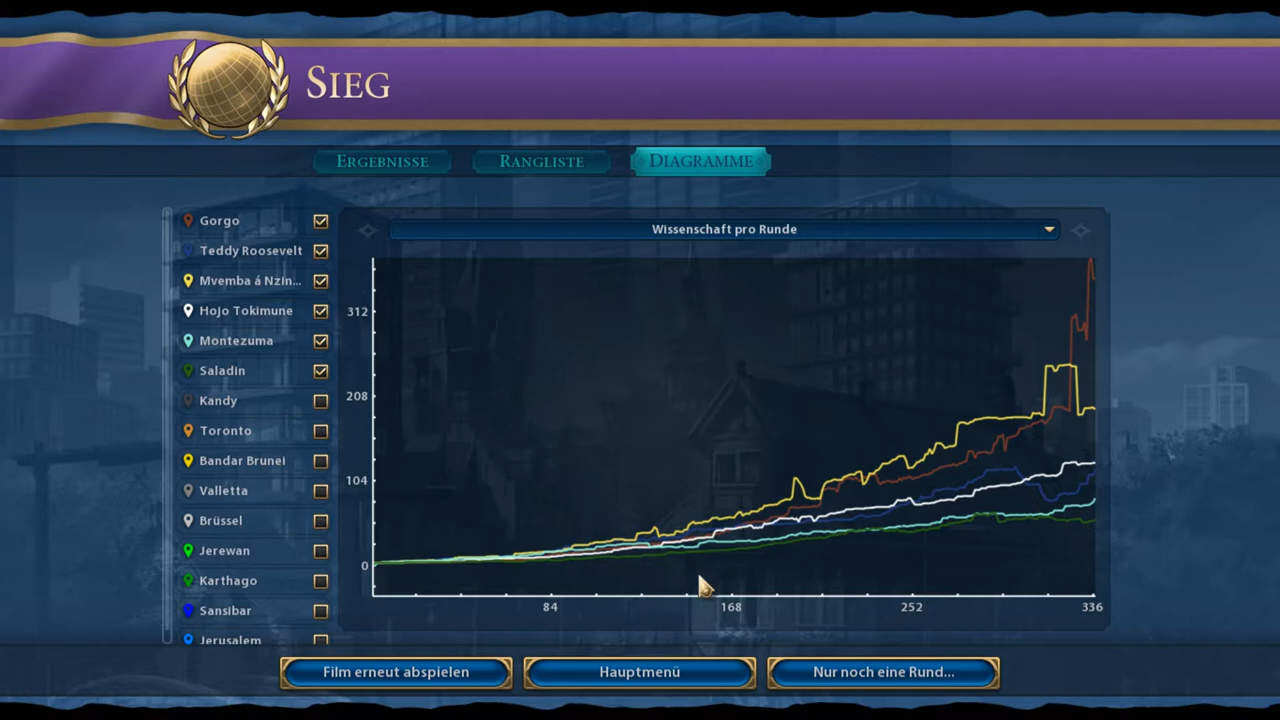 SIEG
ERGEBNISSE
RANGLISTE
DIAGRAMME
Gorgo
Teddy Roosevelt
Mvemba á Nzin...
Hojo Tokimune
Montezuma
Saladin
Kandy
Toronto
Bandar Brunei
Valletta
Brüssel
Jerewan
Karthago
Sansibar
Jerusalem
Wissenschaft pro Runde
312
208
104
0
84
168
252
336
Film erneut abspielen
Hauptmenü
Nur noch eine Rund...